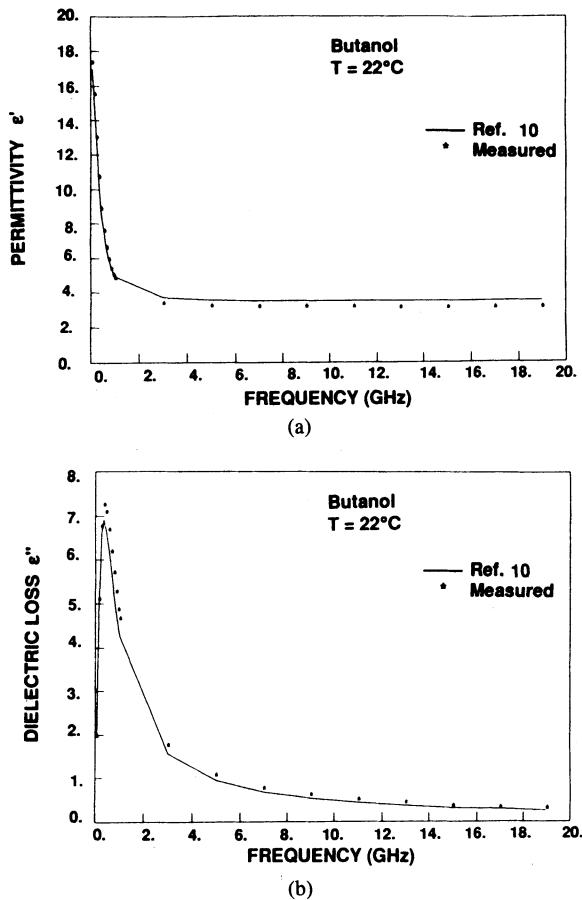 20.
18.
16.
14.
12.
10.
8.
6.
4.
2.
0.
PERMITTIVITY ε'
Butanol
T = 22°C
Ref. 10
* Measured
0. 2. 4. 6. 8. 10. 12. 14. 16. 18. 20.
FREQUENCY (GHz)
(a)
8.
7.
6.
5.
4.
3.
2.
1.
0.
DIELECTRIC LOSS ε"
Butanol
T = 22°C
Ref. 10
* Measured
0. 2. 4. 6. 8. 10. 12. 14. 16. 18. 20.
FREQUENCY (GHz)
(b)